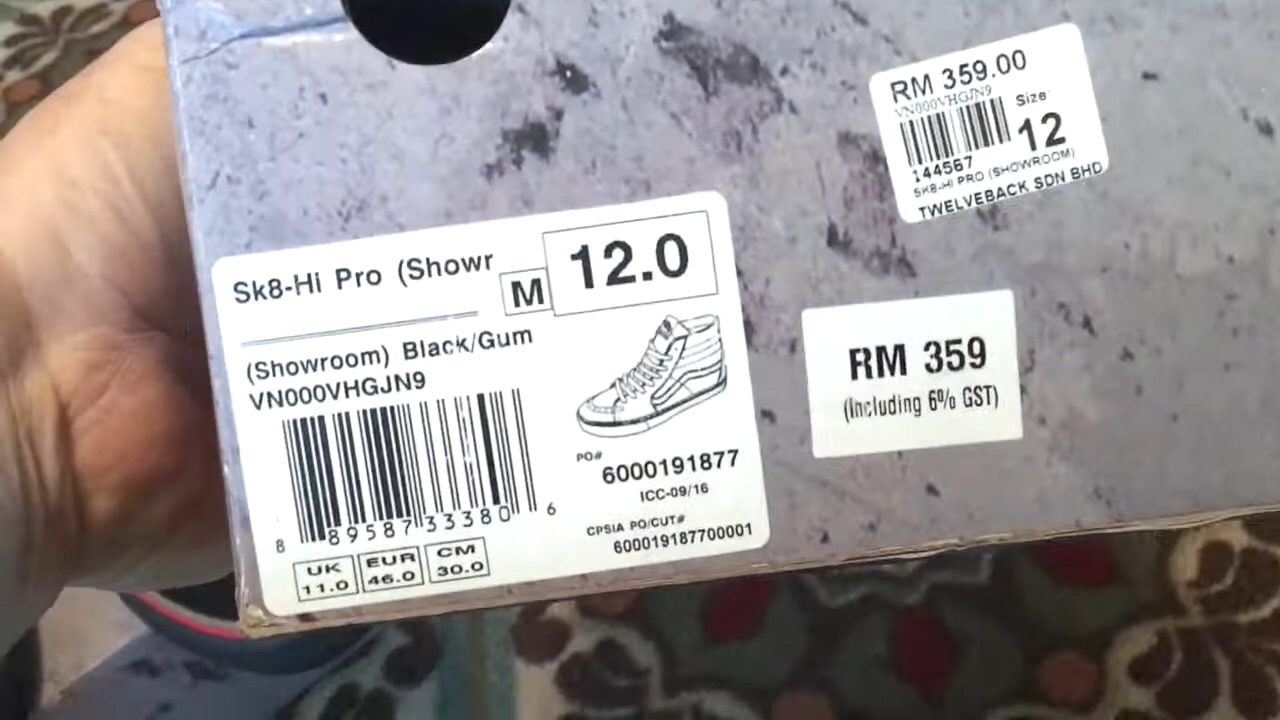 RM 359.00
VN000VHGJN9
Size
12
144567
SK8-HI PRO (SHOWROOM)
TWELVEBACK SDN BHD
Sk8-Hi Pro (Showr
M
12.0
(Showroom) Black/Gum
VN000VHGJN9
8 89587 33380 6
UK
11.0
EUR
46.0
CM
30.0
PO#
6000191877
ICC-09/16
CPSIA PO/CUT#
600019187700001
RM 359
(Including 6% GST)